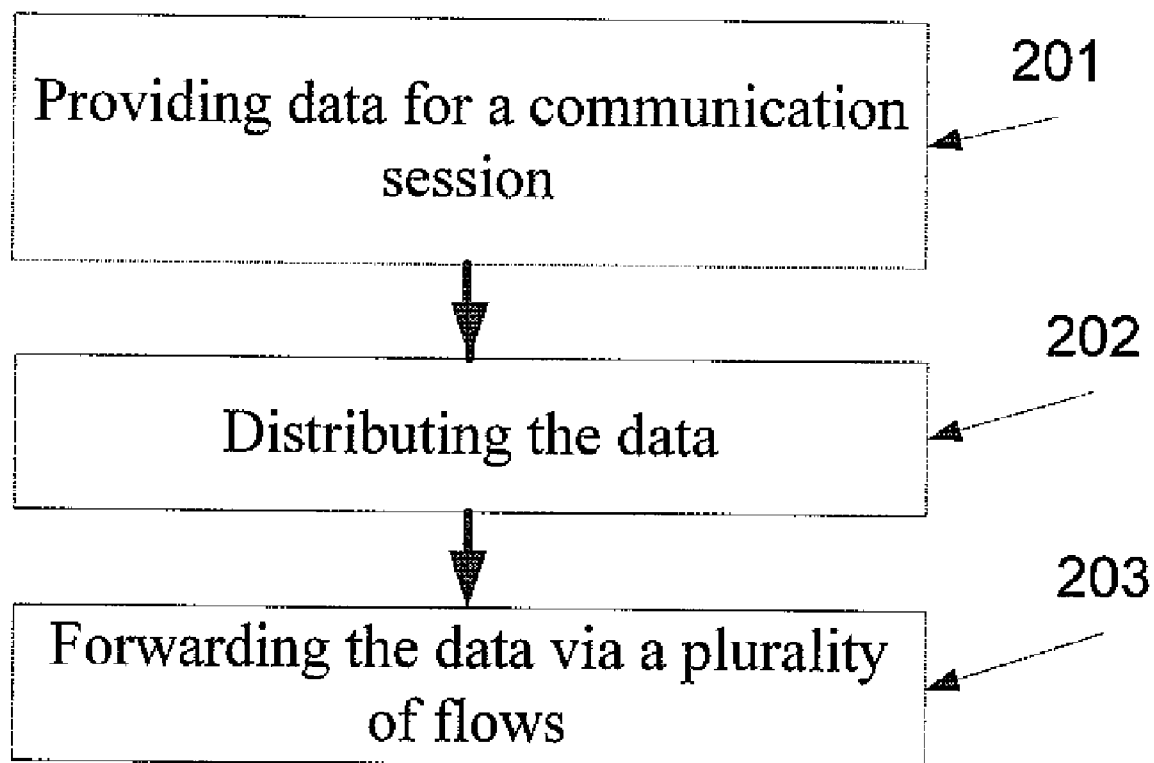 201
Providing data for a communication
session
202
Distributing the data
203
Forwarding the data via a plurality
of flows